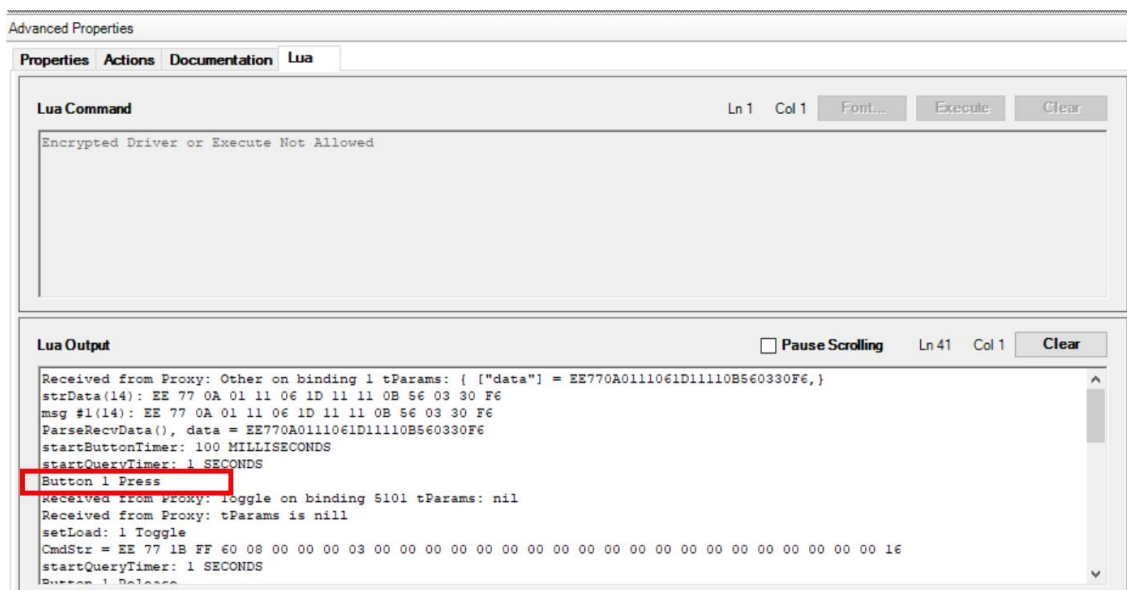 Advanced Properties
Properties Actions Documentation Lua
Lua Command Ln 1 Col 1 Font... Execute Clear
Encrypted Driver or Execute Not Allowed
Lua Output Pause Scrolling Ln 41 Col 1 Clear
Received from Proxy: Other on binding 1 tParams: { ["data"] = EE770A0111061D11110B560330F6,}
strData(14): EE 77 0A 01 11 06 1D 11 11 0B 56 03 30 F6
msg #1(14): EE 77 0A 01 11 06 1D 11 11 0B 56 03 30 F6
ParseRecvData(), data = EE770A0111061D11110B560330F6
startButtonTimer: 100 MILLISECONDS
startQueryTimer: 1 SECONDS
Button 1 Press
Received from Proxy: Toggle on binding 5101 tParams: nil
Received from Proxy: tParams is nill
setLoad: 1 Toggle
CmdStr = EE 77 1B FF 60 08 00 00 00 03 00 00 00 00 00 00 00 00 00 00 00 00 00 00 00 00 00 00 00 00 16
startQueryTimer: 1 SECONDS
Button 1 Release